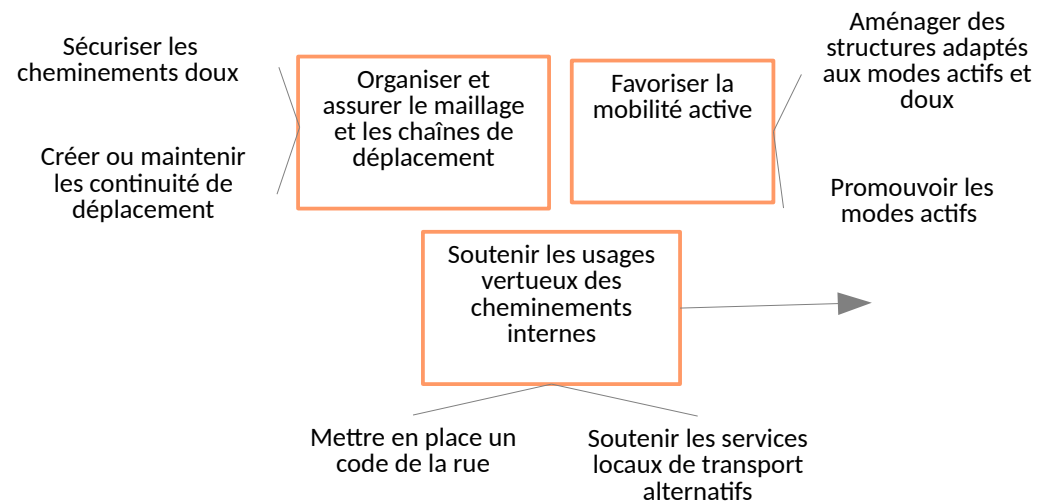 Sécuriser les
cheminements doux
Créer ou maintenir
les continuité de
déplacement
Organiser et
assurer le maillage
et les chaînes de
déplacement
Favoriser la
mobilité active
Aménager des
structures adaptés
aux modes actifs et
doux
Promouvoir les
modes actifs
Soutenir les usages
vertueux des
cheminements
internes
Mettre en place un
code de la rue
Soutenir les services
locaux de transport
alternatifs